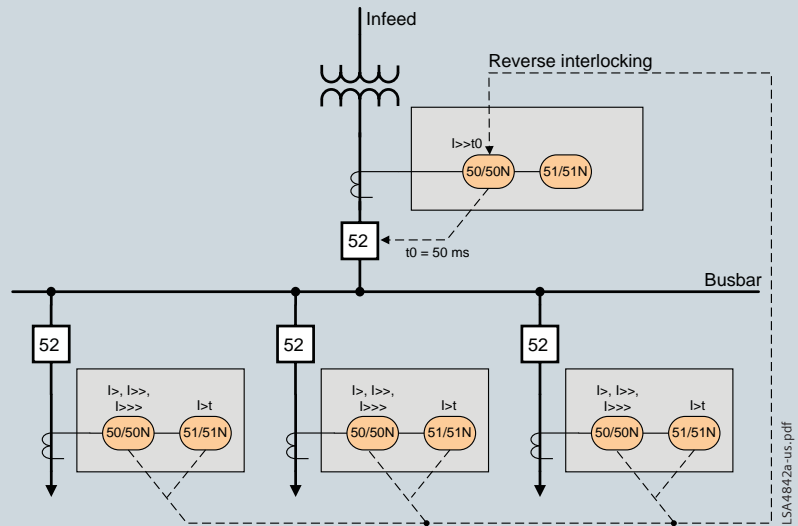 Infeed
Reverse interlocking
I>>t0
50/50N
51/51N
52
t0 = 50 ms
Busbar
52
52
52
I>, I>>,
I>>>
I>t
50/50N
51/51N
I>, I>>,
I>>>
I>t
50/50N
51/51N
I>, I>>,
I>>>
I>t
50/50N
51/51N
LSA4842a-us.pdf